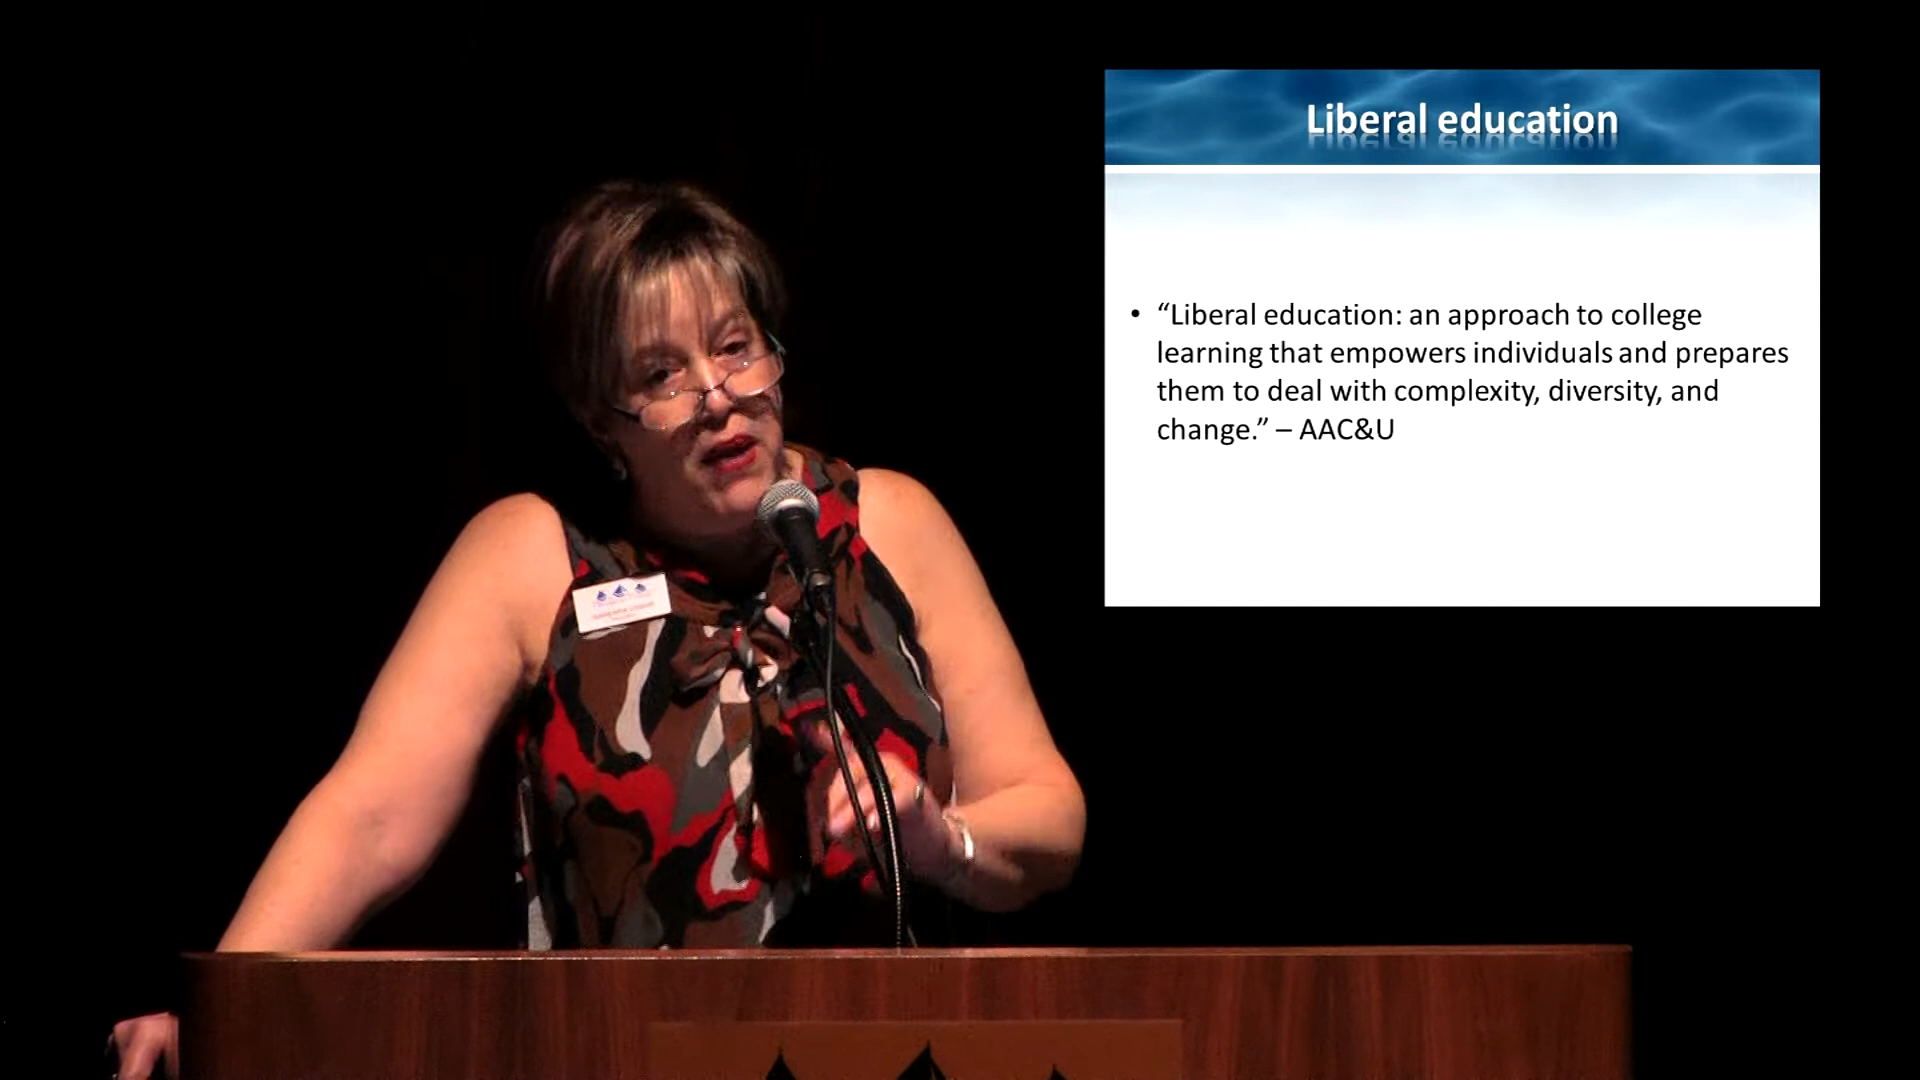 Liberal education
• “Liberal education: an approach to college
learning that empowers individuals and prepares
them to deal with complexity, diversity, and
change.” – AAC&U